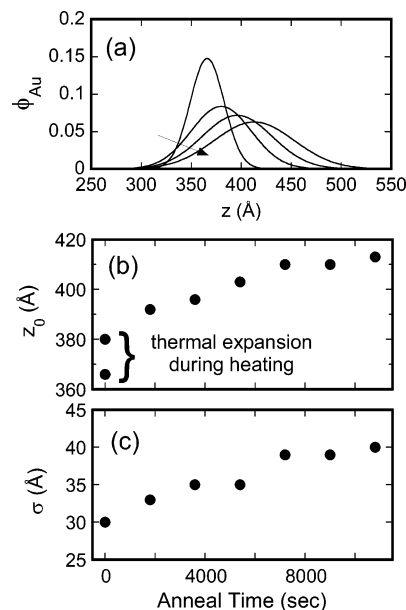 (a)
ϕAu
0.2
0.15
0.1
0.05
0
250 300 350 400 450 500 550
z (Å)
(b)
z0 (Å)
420
400
380
360
} thermal expansion
during heating
(c)
σ (Å)
45
40
35
30
25
0 4000 8000
Anneal Time (sec)